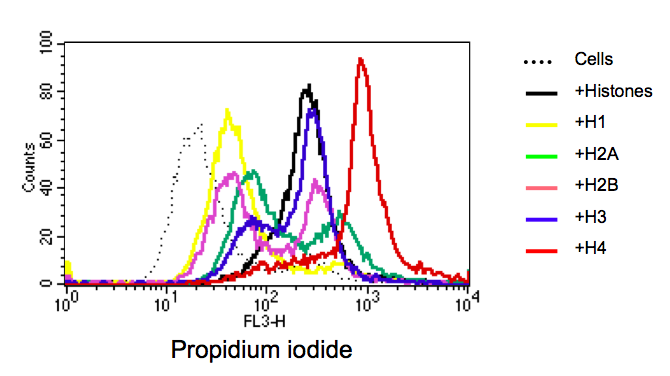 100
80
60
40
20
0
Counts
10^0 10^1 10^2 10^3 10^4
FL3-H
Propidium iodide
Cells
+Histones
+H1
+H2A
+H2B
+H3
+H4